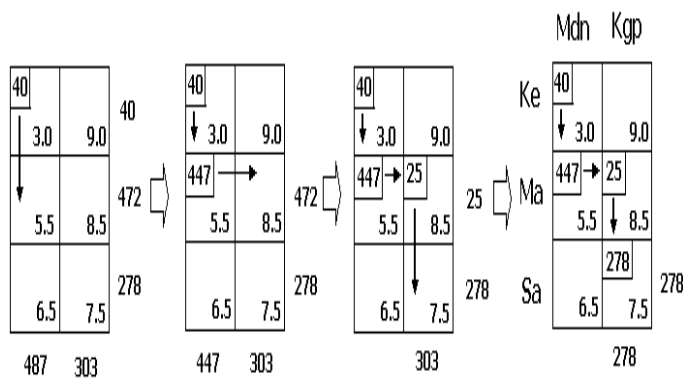 Mdn Kgp
40 40 40 Ke 40
40
3.0 9.0 3.0 9.0 3.0 9.0 3.0 9.0
447 447 25 Ma 447 25
472 472 25
5.5 8.5 5.5 8.5 5.5 8.5 5.5 8.5
278
278 278 278 Sa 278
6.5 7.5 6.5 7.5 6.5 7.5 6.5 7.5
487 303 447 303 303 278